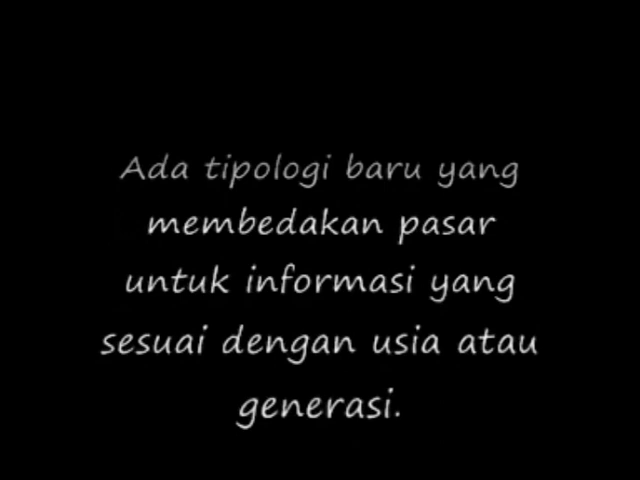 Ada tipologi baru yang
membedakan pasar
untuk informasi yang
sesuai dengan usia atau
generasi.